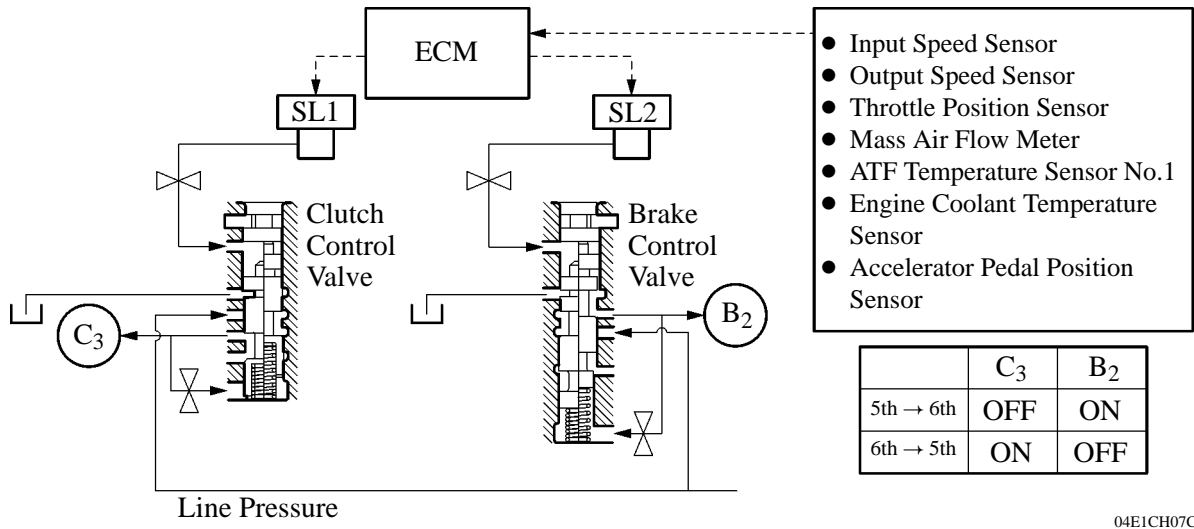 ECM
SL1
SL2
Clutch
Control
Valve
Brake
Control
Valve
C3
B2
Line Pressure
● Input Speed Sensor
● Output Speed Sensor
● Throttle Position Sensor
● Mass Air Flow Meter
● ATF Temperature Sensor No.1
● Engine Coolant Temperature
Sensor
● Accelerator Pedal Position
Sensor
C3 B2
5th → 6th OFF ON
6th → 5th ON OFF
04E1CH07C